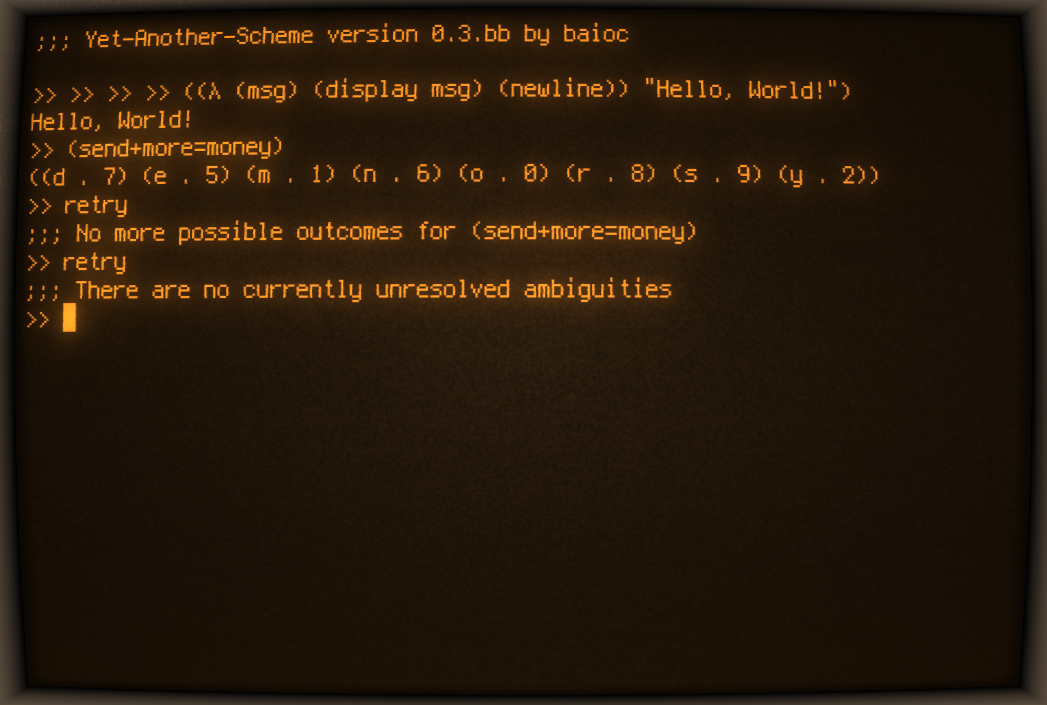 ;;; Yet-Another-Scheme version 0.3.bb by baioc
>> >> >> >> ((λ (msg) (display msg) (newline)) "Hello, World!")
Hello, World!
>> (send+more=money)
((d . 7) (e . 5) (m . 1) (n . 6) (o . 0) (r . 8) (s . 9) (y . 2))
>> retry
;;; No more possible outcomes for (send+more=money)
>> retry
;;; There are no currently unresolved ambiguities
>>